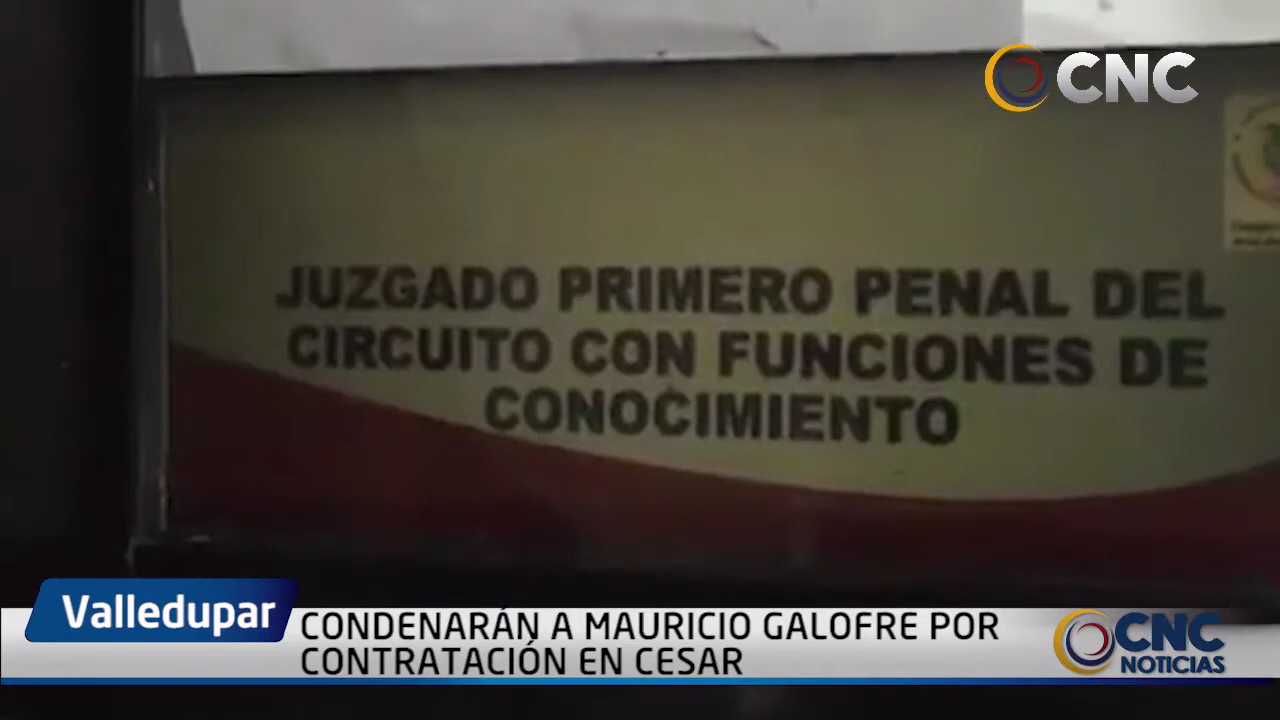 CNC
JUZGADO PRIMERO PENAL DEL
CIRCUITO CON FUNCIONES DE
CONOCIMIENTO
Valledupar
CONDENARÁN A MAURICIO GALOFRE POR
CONTRATACIÓN EN CESAR
CNC
NOTICIAS